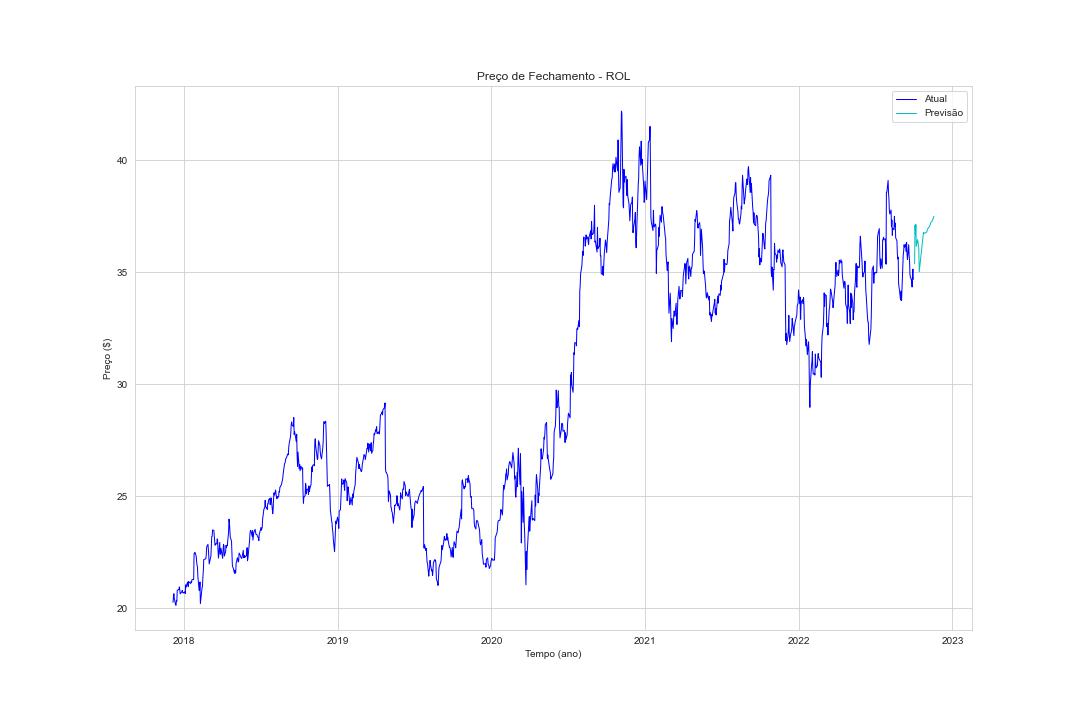 Preço de Fechamento - ROL
Atual
Previsão
40
35
30
25
20
Preço ($)
2018 2019 2020 2021 2022 2023
Tempo (ano)